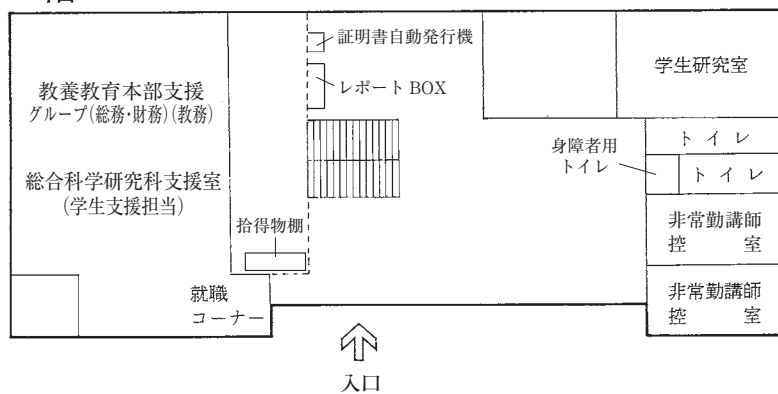 証明書自動発行機
レポート BOX
教養教育本部支援
グループ(総務・財務)(教務)
総合科学研究科支援室
(学生支援担当)
拾得物棚
就職
コーナー
学生研究室
トイレ
身障者用
トイレ
トイレ
非常勤講師
控室
非常勤講師
控室
入口